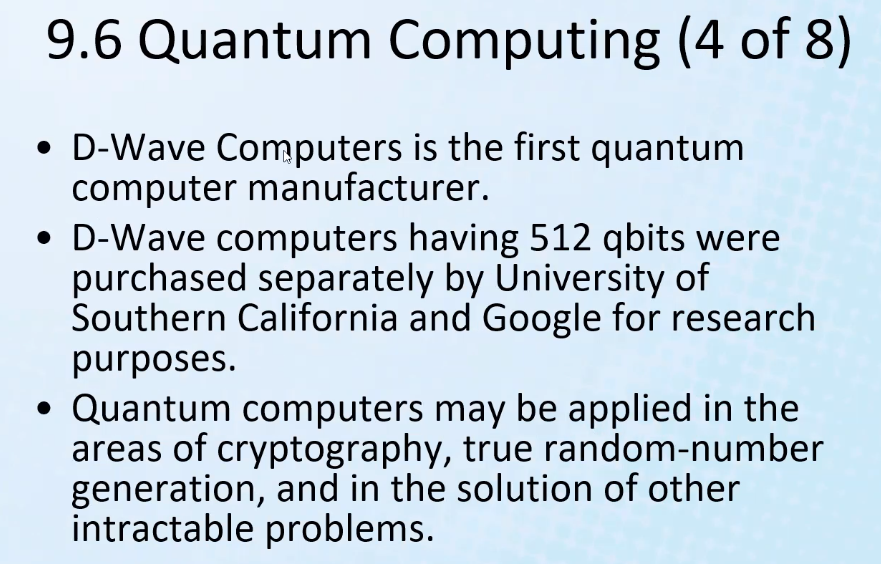 9.6 Quantum Computing (4 of 8)
• D-Wave Computers is the first quantum
computer manufacturer.
• D-Wave computers having 512 qbits were
purchased separately by University of
Southern California and Google for research
purposes.
• Quantum computers may be applied in the
areas of cryptography, true random-number
generation, and in the solution of other
intractable problems.